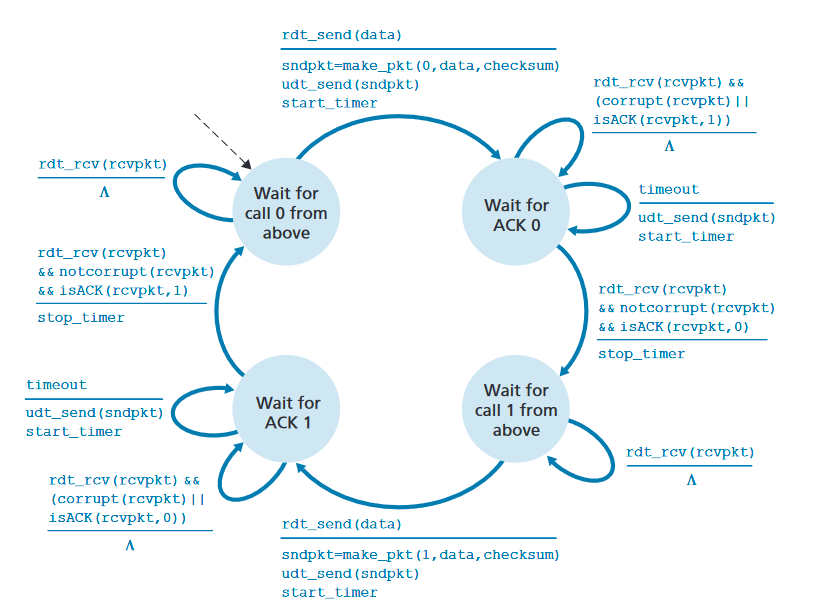 rdt_send(data)
sndpkt=make_pkt(0,data,checksum)
udt_send(sndpkt)
start_timer
rdt_rcv(rcvpkt) &&
(corrupt(rcvpkt)||
isACK(rcvpkt,1))
Λ
rdt_rcv(rcvpkt)
Λ
Wait for
call 0 from
above
Wait for
ACK 0
timeout
udt_send(sndpkt)
start_timer
rdt_rcv(rcvpkt)
&& notcorrupt(rcvpkt)
&& isACK(rcvpkt,1)
stop_timer
rdt_rcv(rcvpkt)
&& notcorrupt(rcvpkt)
&& isACK(rcvpkt,0)
stop_timer
timeout
udt_send(sndpkt)
start_timer
Wait for
ACK 1
Wait for
call 1 from
above
rdt_rcv(rcvpkt)
Λ
rdt_rcv(rcvpkt) &&
(corrupt(rcvpkt)||
isACK(rcvpkt,0))
Λ
rdt_send(data)
sndpkt=make_pkt(1,data,checksum)
udt_send(sndpkt)
start_timer